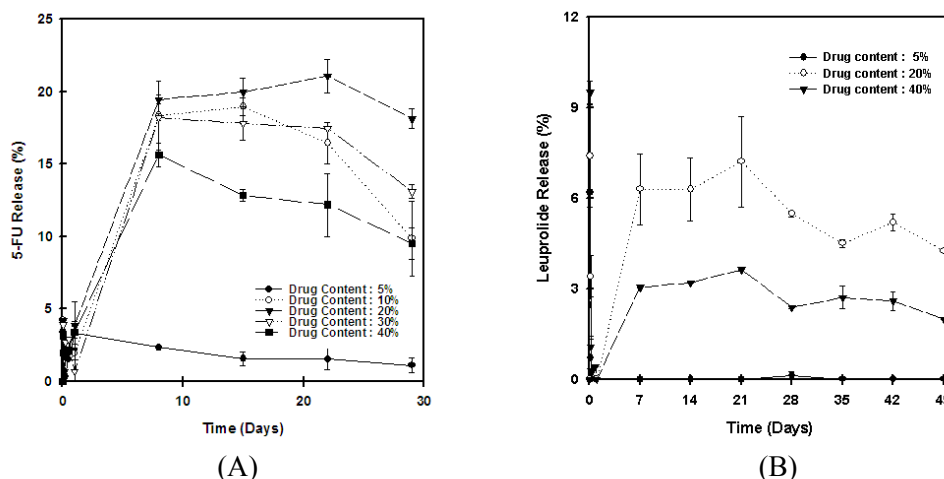 25
20
15
10
5
0
5-FU Release (%)
Drug Content : 5%
Drug Content : 10%
Drug Content : 20%
Drug Content : 30%
Drug Content : 40%
0 10 20 30
Time (Days)
(A)
12
9
6
3
0
Leuprolide Release (%)
Drug content : 5%
Drug content : 20%
Drug content : 40%
0 7 14 21 28 35 42
Time (Days)
(B)